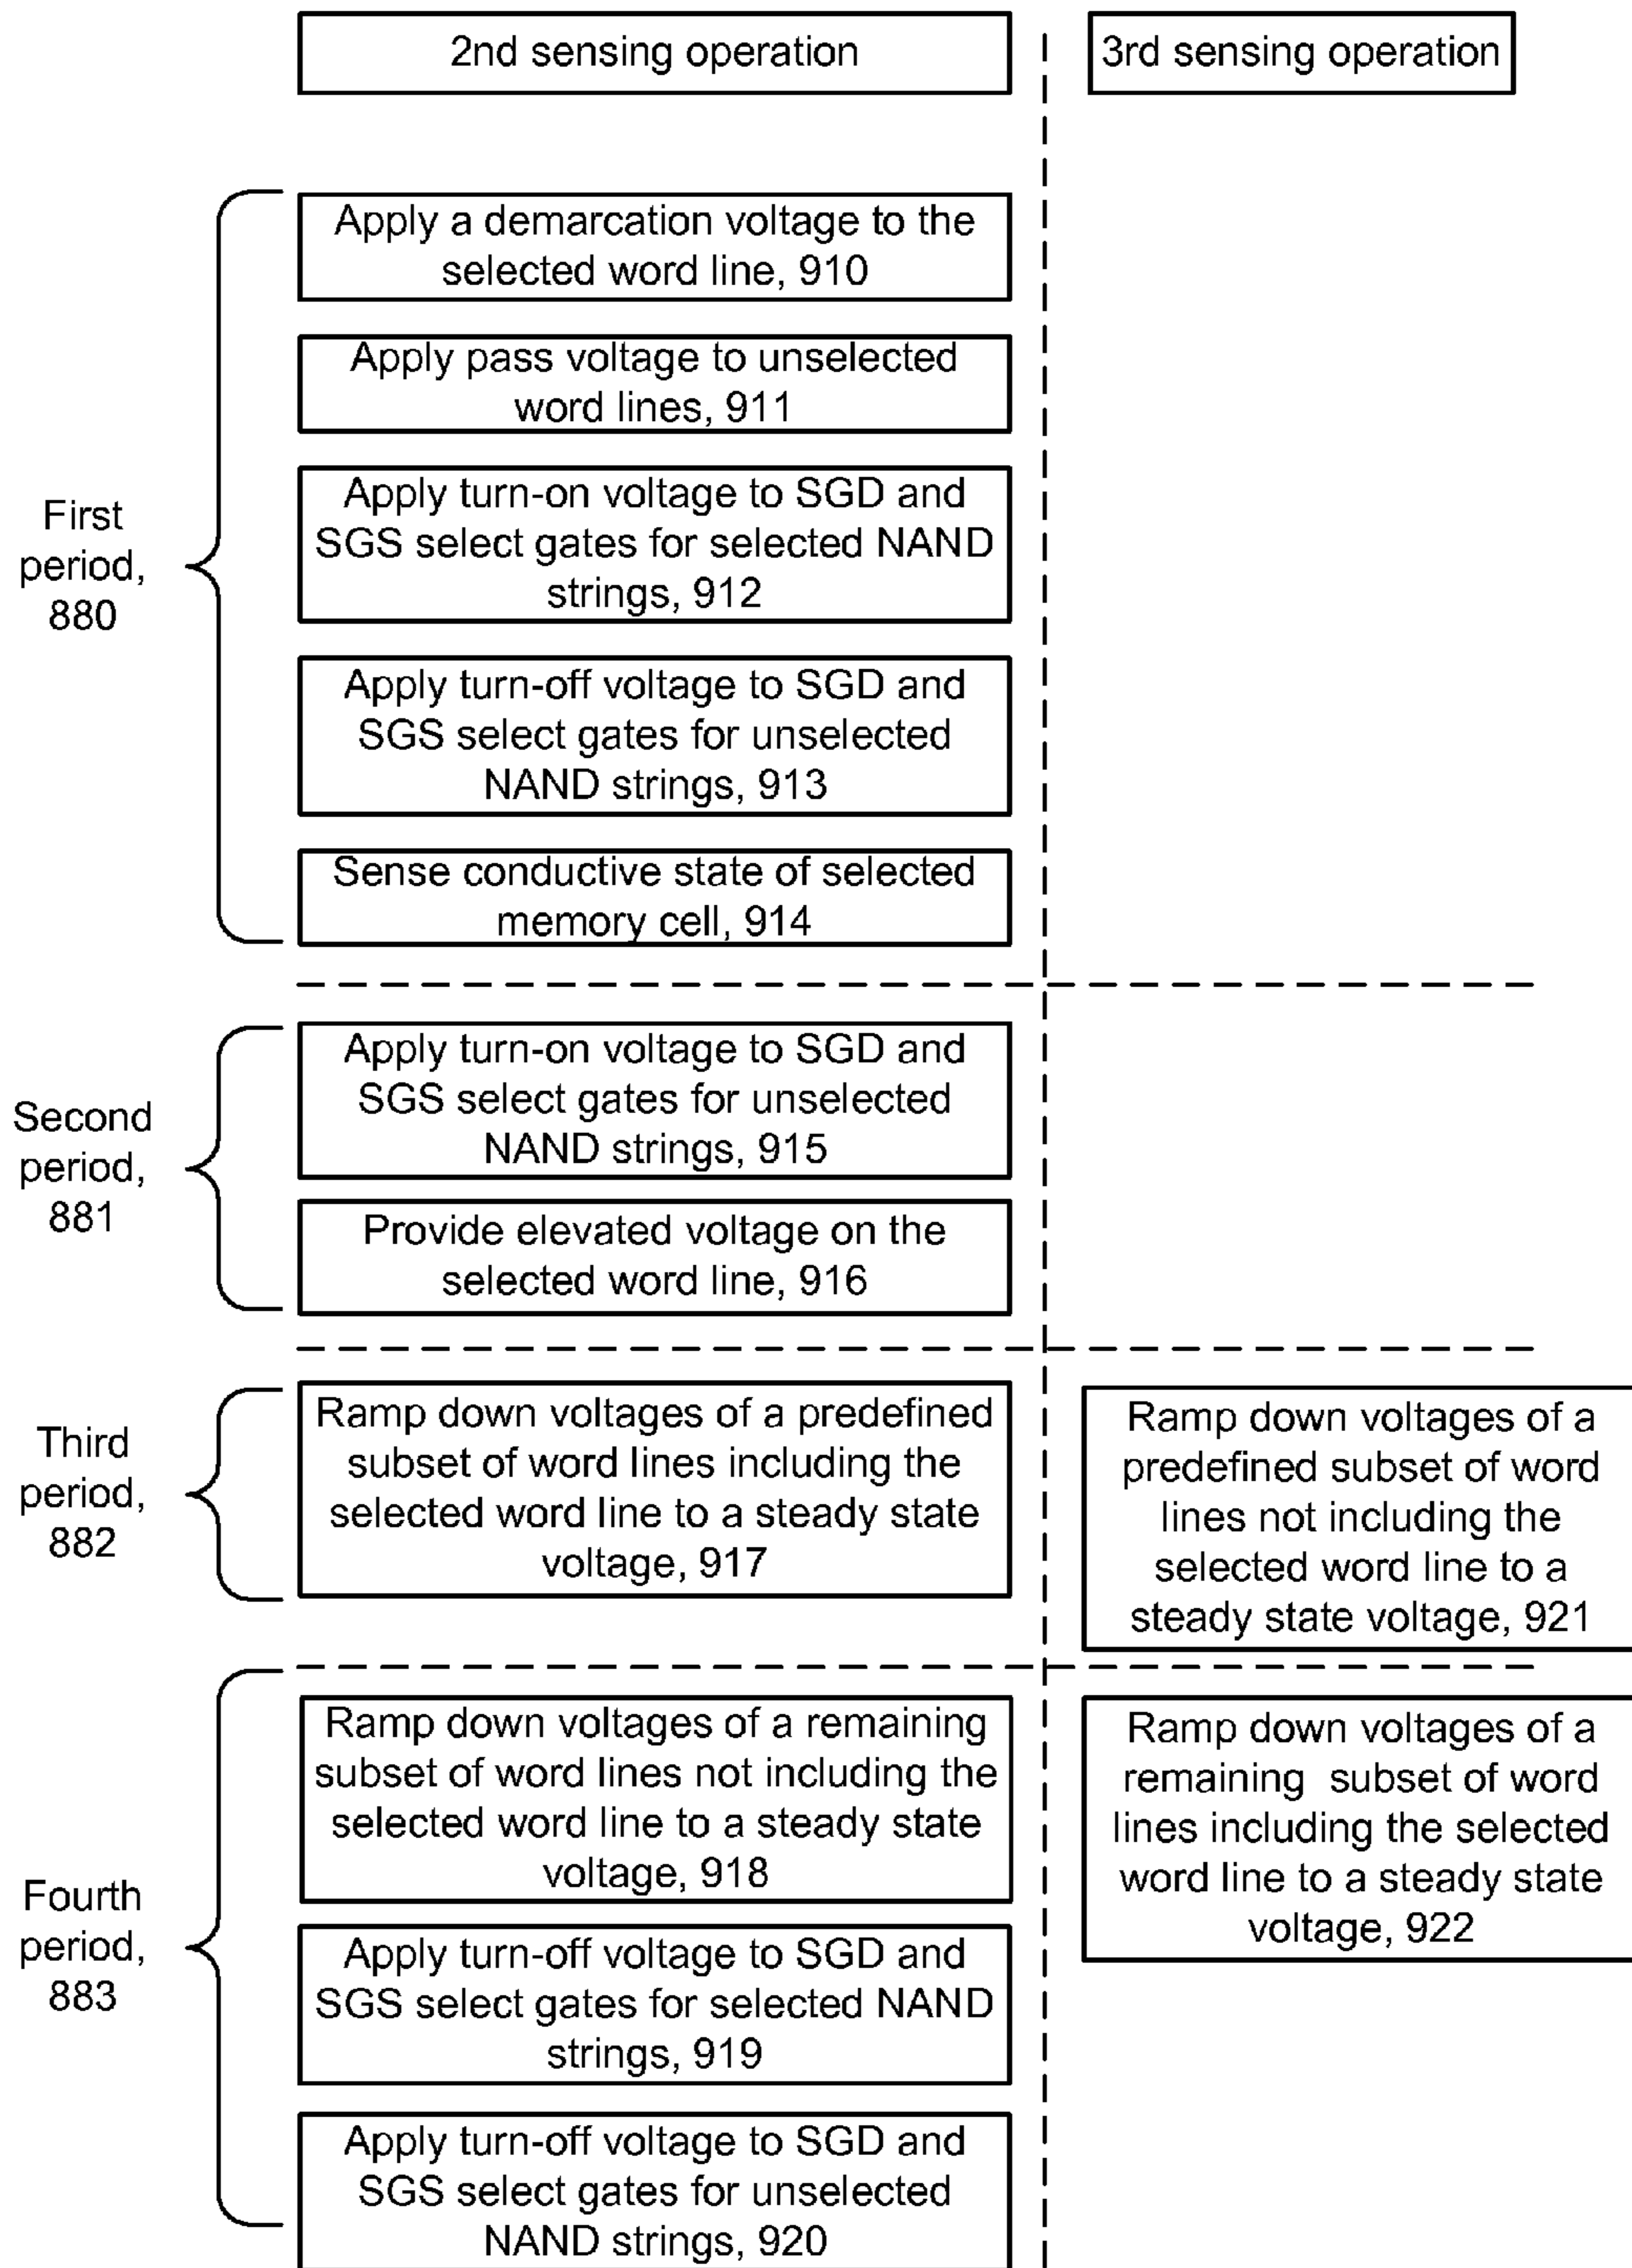 2nd sensing operation
3rd sensing operation
First
period,
880
Apply a demarcation voltage to the
selected word line, 910
Apply pass voltage to unselected
word lines, 911
Apply turn-on voltage to SGD and
SGS select gates for selected NAND
strings, 912
Apply turn-off voltage to SGD and
SGS select gates for unselected
NAND strings, 913
Sense conductive state of selected
memory cell, 914
Second
period,
881
Apply turn-on voltage to SGD and
SGS select gates for unselected
NAND strings, 915
Provide elevated voltage on the
selected word line, 916
Third
period,
882
Ramp down voltages of a predefined
subset of word lines including the
selected word line to a steady state
voltage, 917
Ramp down voltages of a
predefined subset of word
lines not including the
selected word line to a
steady state voltage, 921
Fourth
period,
883
Ramp down voltages of a remaining
subset of word lines not including the
selected word line to a steady state
voltage, 918
Apply turn-off voltage to SGD and
SGS select gates for selected NAND
strings, 919
Apply turn-off voltage to SGD and
SGS select gates for unselected
NAND strings, 920
Ramp down voltages of a
remaining  subset of word
lines including the selected
word line to a steady state
voltage, 922